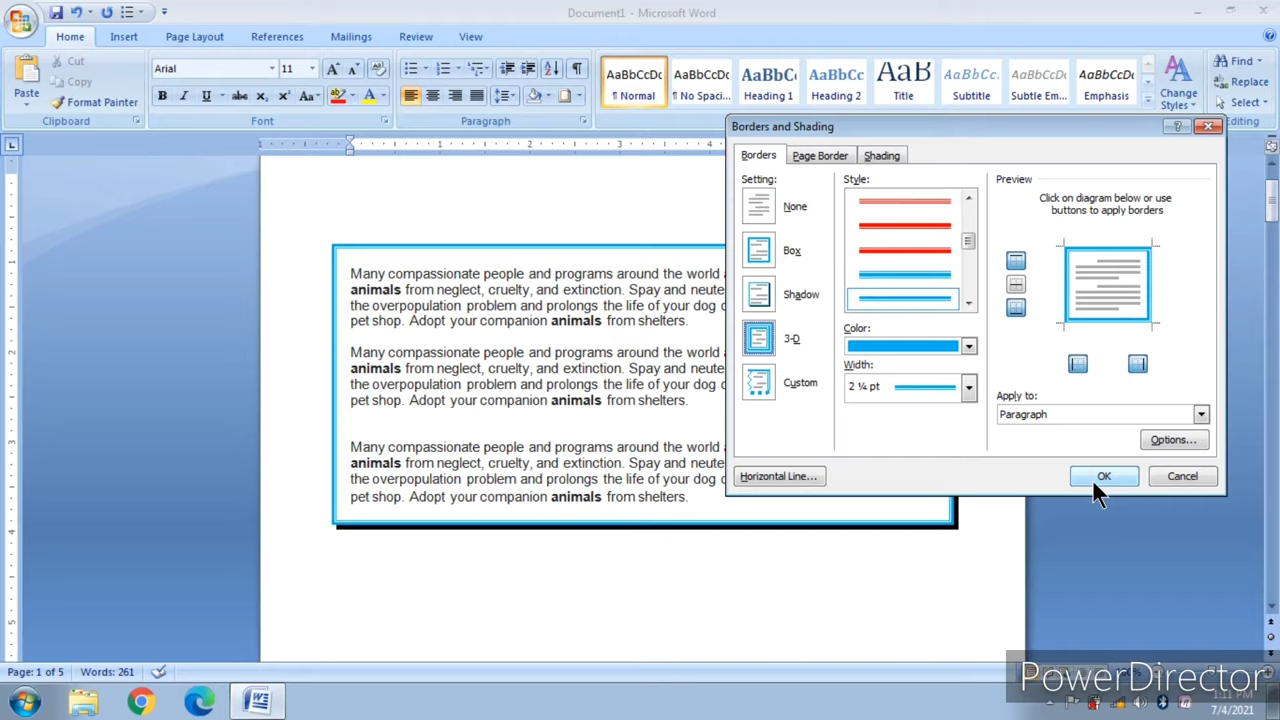 Document1 - Microsoft Word
Home Insert Page Layout References Mailings Review View
Paste
Cut
Copy
Format Painter
Clipboard
Arial 11
Font
Paragraph
AaBbCcDc
¶ Normal
AaBbCcDc
¶ No Spaci...
AaBbC
Heading 1
AaBbCc
Heading 2
AaB
Title
AaBbCc.
Subtitle
AaBbCcDc
Subtle Em...
AaBbCcDc
Emphasis
Change
Styles
Find
Replace
Select
Editing
Many compassionate people and programs around the world
animals from neglect, cruelty, and extinction. Spay and neute
the overpopulation problem and prolongs the life of your dog
pet shop. Adopt your companion animals from shelters.
Many compassionate people and programs around the world
animals from neglect, cruelty, and extinction. Spay and neute
the overpopulation problem and prolongs the life of your dog
pet shop. Adopt your companion animals from shelters.
Many compassionate people and programs around the world
animals from neglect, cruelty, and extinction. Spay and neute
the overpopulation problem and prolongs the life of your dog
pet shop. Adopt your companion animals from shelters.
Borders and Shading
Borders Page Border Shading
Setting:
None
Box
Shadow
3-D
Custom
Style:
Color:
Width:
2 ¼ pt
Preview
Click on diagram below or use
buttons to apply borders
Apply to:
Paragraph
Options...
Horizontal Line... OK Cancel
Page: 1 of 5 Words: 261
PowerDirector
1:11 PM
7/4/2021